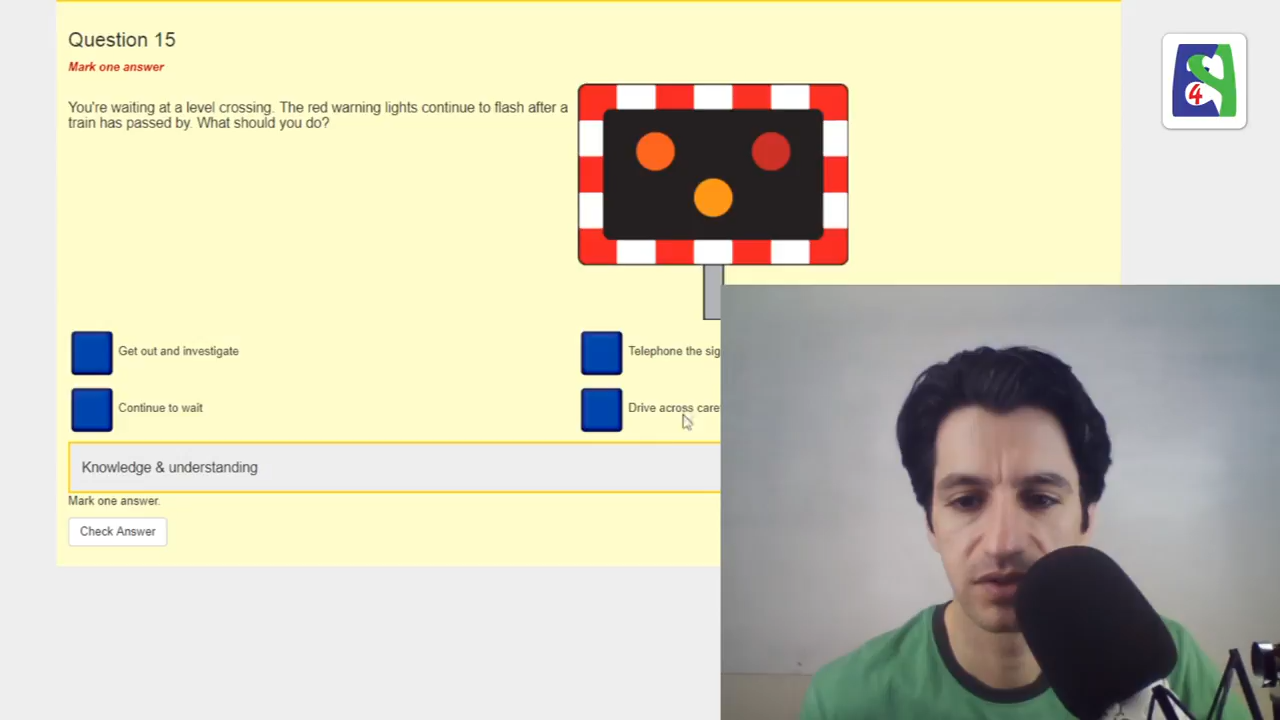 Question 15
Mark one answer
You're waiting at a level crossing. The red warning lights continue to flash after a
train has passed by. What should you do?
Get out and investigate
Telephone the
Continue to wait
Drive across
Knowledge & understanding
Mark one answer.
Check Answer
4